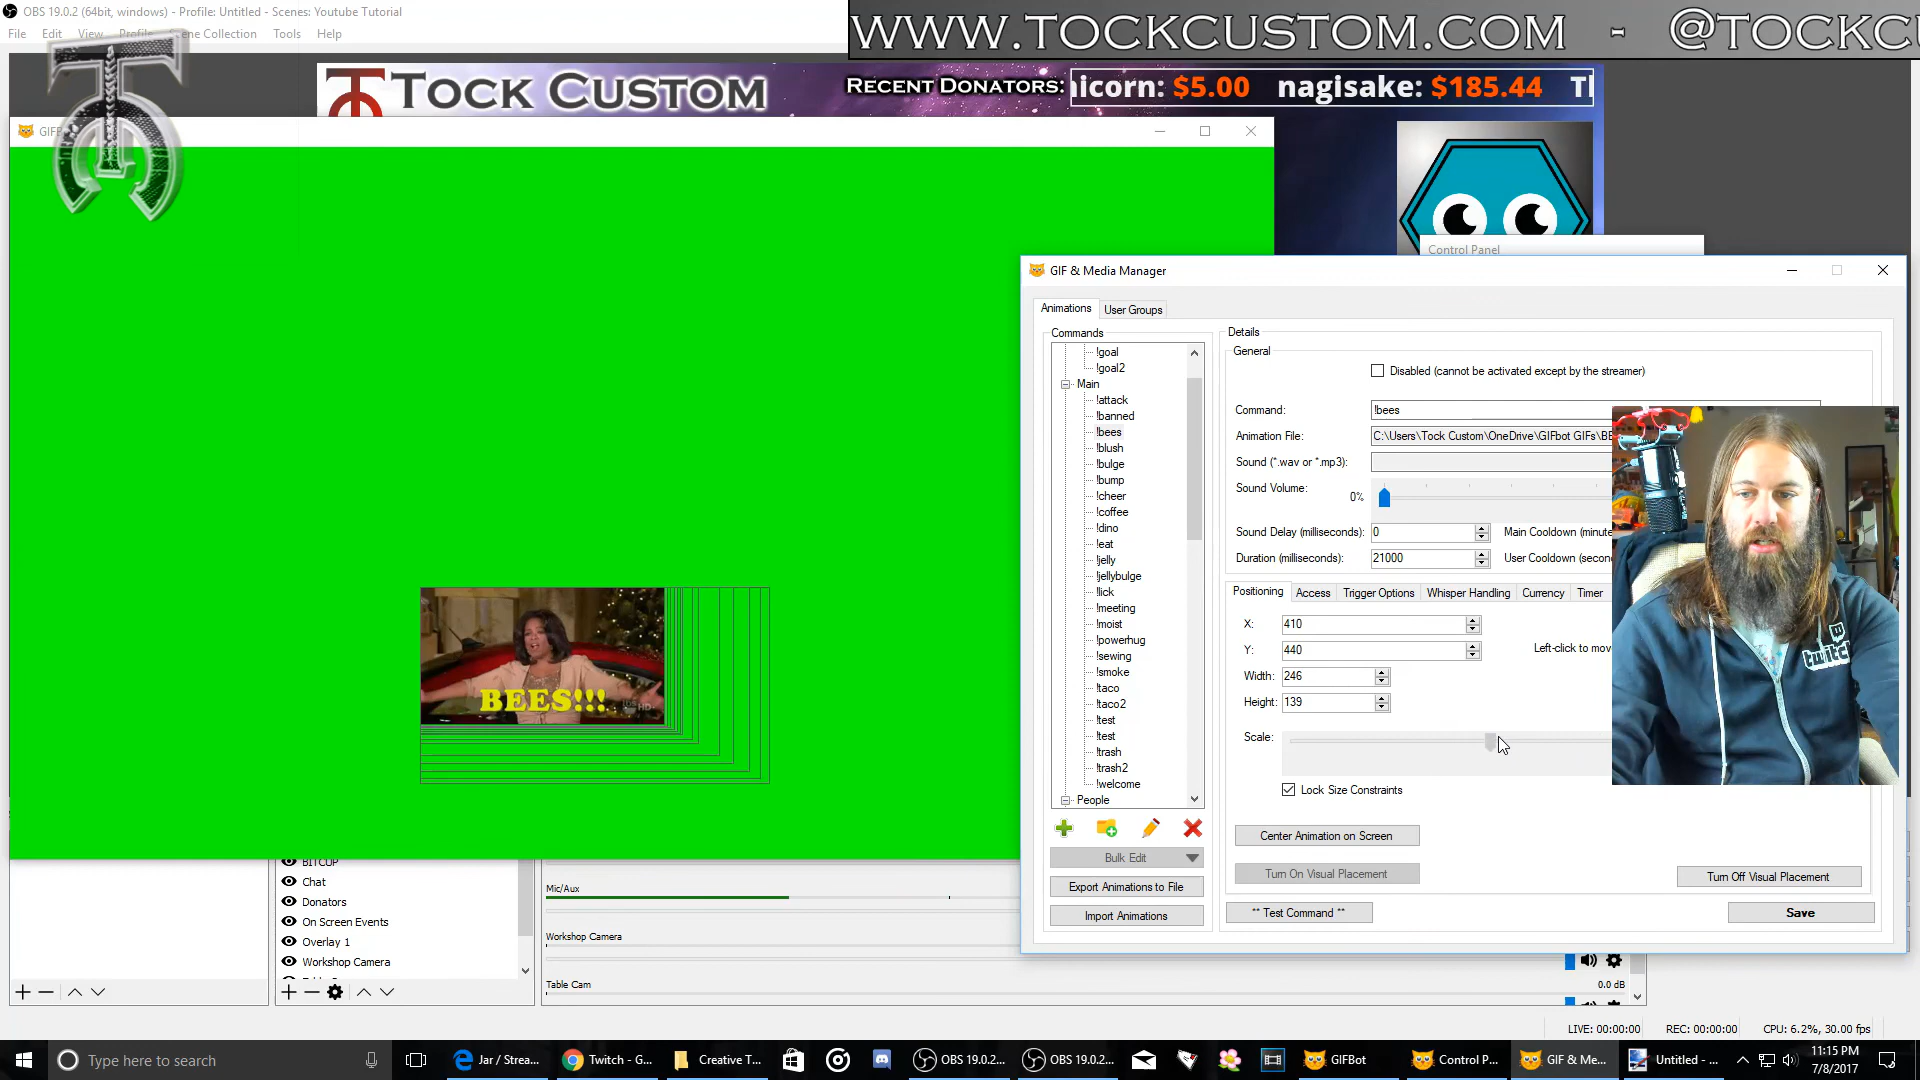 OBS 19.0.2 (64bit, windows) - Profile: Untitled - Scenes: Youtube Tutorial
WWW.TOCKCUSTOM.COM - @TOCKCU
File Edit View Profile Scene Collection Tools Help
TOCK CUSTOM
RECENT DONATORS: nicorn: $5.00 nagisake: $185.44 Tl
GIFB
Control Panel
GIF & Media Manager
Animations User Groups
Commands
Details
!goal
General
!goal2
Disabled (cannot be activated except by the streamer)
Main
!attack
Command: !bees
!banned
!bees
Animation File: C:\Users\Tock Custom\OneDrive\GIFbot GIFs\BE
!blush
Sound (*.wav or *.mp3):
!bulge
!bump
Sound Volume: 0%
!cheer
!coffee
!dino
Sound Delay (milliseconds): 0 Main Cooldown (minute
!eat
Duration (milliseconds): 21000 User Cooldown (secon
!jelly
!jellybulge
!lick
Positioning Access Trigger Options Whisper Handling Currency Timer
!meeting
!moist
X: 410
!powerhug
Y: 440 Left-click to mov
!sewing
!smoke
Width: 246
!taco
!taco2
Height: 139
!test
!test
Scale:
!trash
!trash2
!welcome
Lock Size Constraints
People
BEES!!!
twitch
Center Animation on Screen
Bulk Edit
Turn On Visual Placement
Turn Off Visual Placement
Export Animations to File
** Test Command **
Save
Import Animations
BITCUP
Chat
Donators
On Screen Events
Overlay 1
Workshop Camera
Mic/Aux
Workshop Camera
Table Cam
0.0 dB
LIVE: 00:00:00 REC: 00:00:00 CPU: 6.2%, 30.00 fps
Type here to search
Jar / Strea...
Twitch - G...
Creative T...
OBS 19.0.2...
OBS 19.0.2...
GIFBot
Control P...
GIF & Me...
Untitled - ...
11:15 PM
7/8/2017